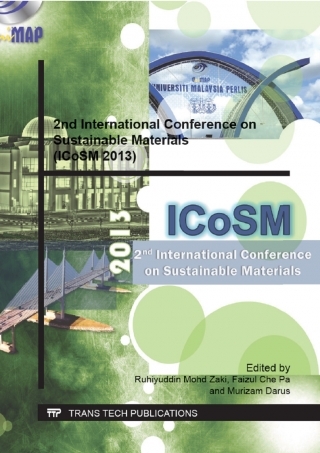 MAP
UNIVERSITI MALAYSIA PERLIS
2nd International Conference on
Sustainable Materials
(ICoSM 2013)
2013
ICoSM
2nd International Conference
on Sustainable Materials
Edited by
Ruhiyuddin Mohd Zaki, Faizul Che Pa
and Murizam Darus
TTP TRANS TECH PUBLICATIONS